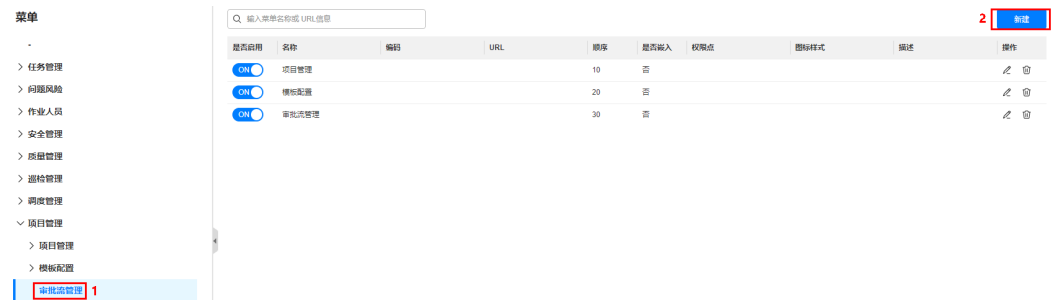 菜单
输入菜单名称或 URL信息
2 新建
-
任务管理
问题风险
作业人员
安全管理
质量管理
巡检管理
调度管理
项目管理
项目管理
模板配置
审批流管理 1
是否启用 名称 编码 URL 顺序 是否嵌入 权限点 图标样式 描述 操作
ON 项目管理 10 否
ON 模板配置 20 否
ON 审批流管理 30 否